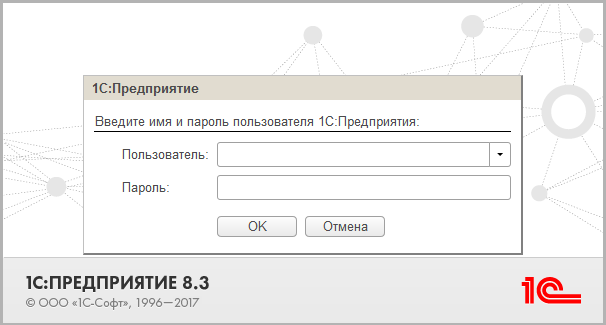 1С:Предприятие
Введите имя и пароль пользователя 1С:Предприятия:
Пользователь:
Пароль:
OK
Отмена
1С:ПРЕДПРИЯТИЕ 8.3
© ООО «1С-Софт», 1996—2017
1С